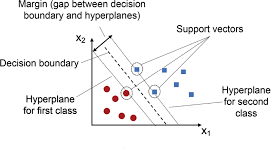 Margin (gap between decision
boundary and hyperplanes)
Support vectors
x₂
Decision boundary
Hyperplane
for first class
Hyperplane
for second
class
x₁